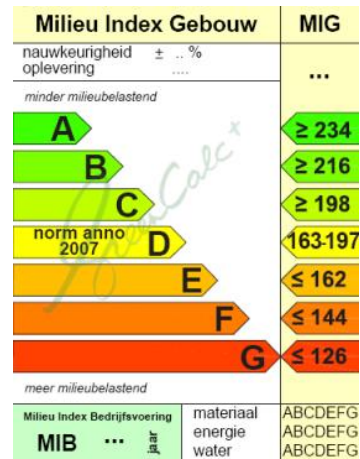 Milieu Index Gebouw MIG
nauwkeurigheid ± .. %
oplevering .... ...
minder milieubelastend
A ≥ 234
B ≥ 216
C ≥ 198
norm anno
2007 D 163-197
E ≤ 162
F ≤ 144
G ≤ 126
GreenCalc+
meer milieubelastend
Milieu Index Bedrijfsvoering
MIB ... jaar
materiaal ABCDEFG
energie ABCDEFG
water ABCDEFG